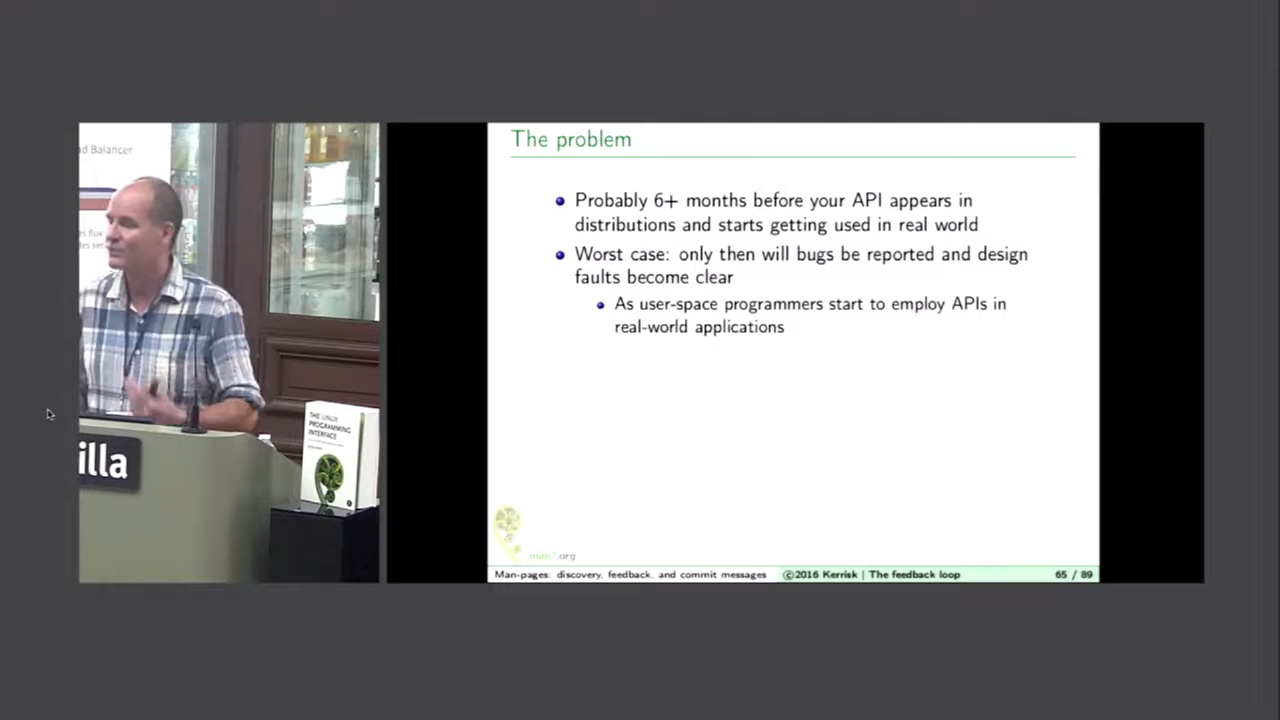 ad Balancer
es flux
illa
THE LINUX
PROGRAMMING
INTERFACE
The problem
Probably 6+ months before your API appears in
distributions and starts getting used in real world
Worst case: only then will bugs be reported and design
faults become clear
As user-space programmers start to employ APIs in
real-world applications
man7.org
Man-pages: discovery, feedback, and commit messages
©2016 Kerrisk | The feedback loop
65 / 89